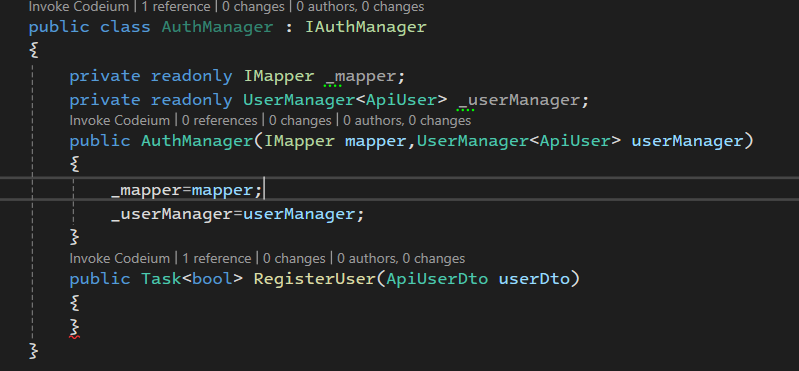 Invoke Codeium | 1 reference | 0 changes | 0 authors, 0 changes
public class AuthManager : IAuthManager
{
private readonly IMapper _mapper;
private readonly UserManager<ApiUser> _userManager;
Invoke Codeium | 0 references | 0 changes | 0 authors, 0 changes
public AuthManager(IMapper mapper,UserManager<ApiUser> userManager)
{
_mapper=mapper;
_userManager=userManager;
}
Invoke Codeium | 1 reference | 0 changes | 0 authors, 0 changes
public Task<bool> RegisterUser(ApiUserDto userDto)
{
}
}